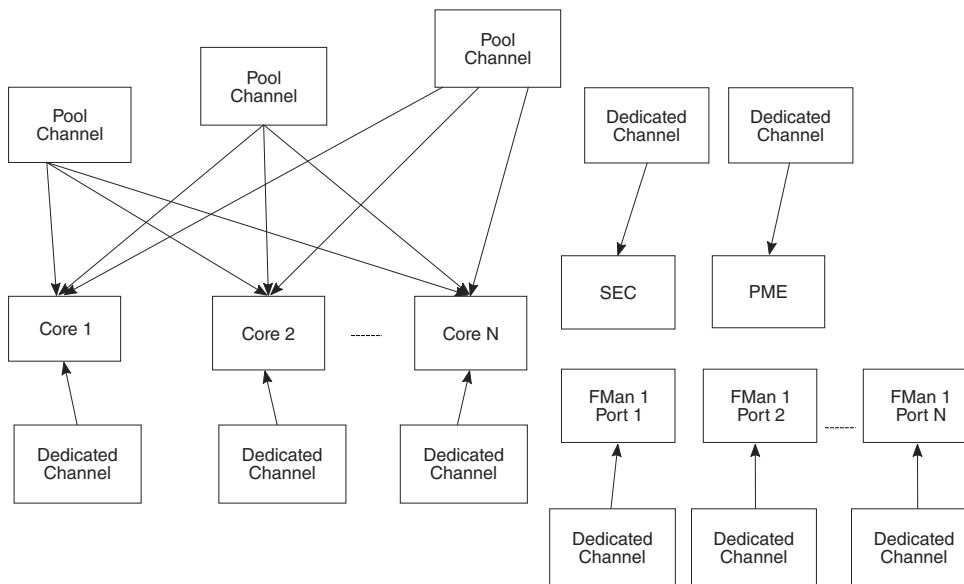 Pool
Channel
Pool
Channel
Pool
Channel
Dedicated
Channel
Dedicated
Channel
SEC
PME
Core 1
Core 2
Core N
FMan 1
Port 1
FMan 1
Port 2
FMan 1
Port N
Dedicated
Channel
Dedicated
Channel
Dedicated
Channel
Dedicated
Channel
Dedicated
Channel
Dedicated
Channel